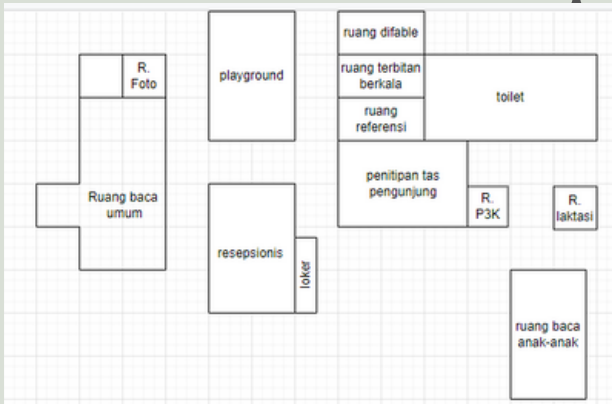 ruang difable
R.
Foto
playground
ruang terbitan
berkala
toilet
ruang
referensi
penitipan tas
pengunjung
Ruang baca
umum
R.
P3K
R.
laktasi
resepsionis
loker
ruang baca
anak-anak